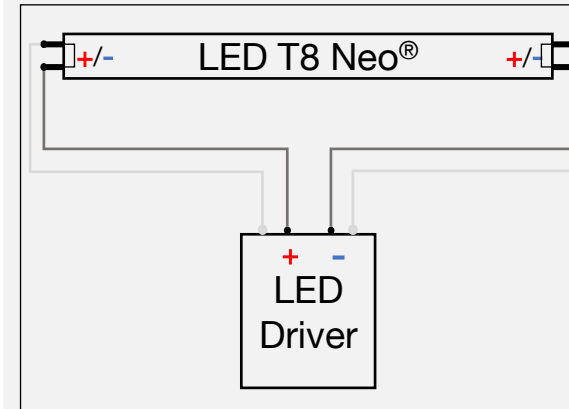 +/- LED T8 Neo® +/-
+ -
LED
Driver